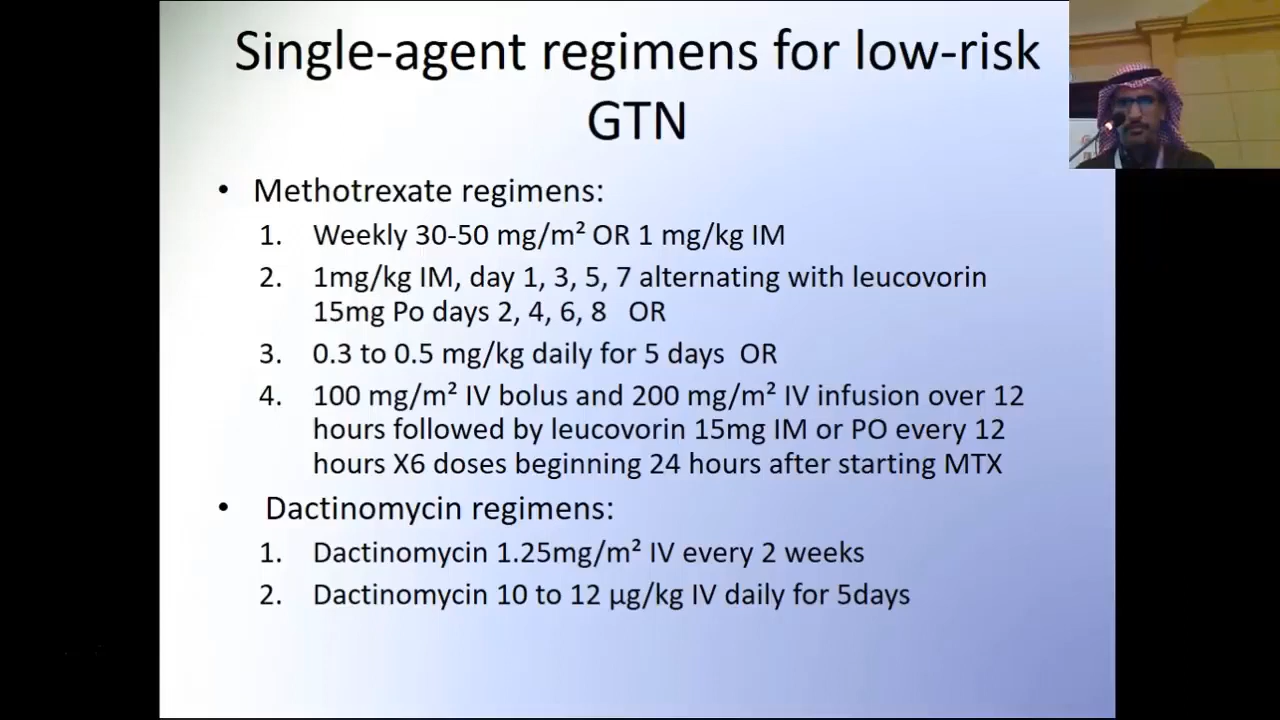 Single-agent regimens for low-risk
GTN
• Methotrexate regimens:
1. Weekly 30-50 mg/m² OR 1 mg/kg IM
2. 1mg/kg IM, day 1, 3, 5, 7 alternating with leucovorin
15mg Po days 2, 4, 6, 8 OR
3. 0.3 to 0.5 mg/kg daily for 5 days OR
4. 100 mg/m² IV bolus and 200 mg/m² IV infusion over 12
hours followed by leucovorin 15mg IM or PO every 12
hours X6 doses beginning 24 hours after starting MTX
• Dactinomycin regimens:
1. Dactinomycin 1.25mg/m² IV every 2 weeks
2. Dactinomycin 10 to 12 µg/kg IV daily for 5days